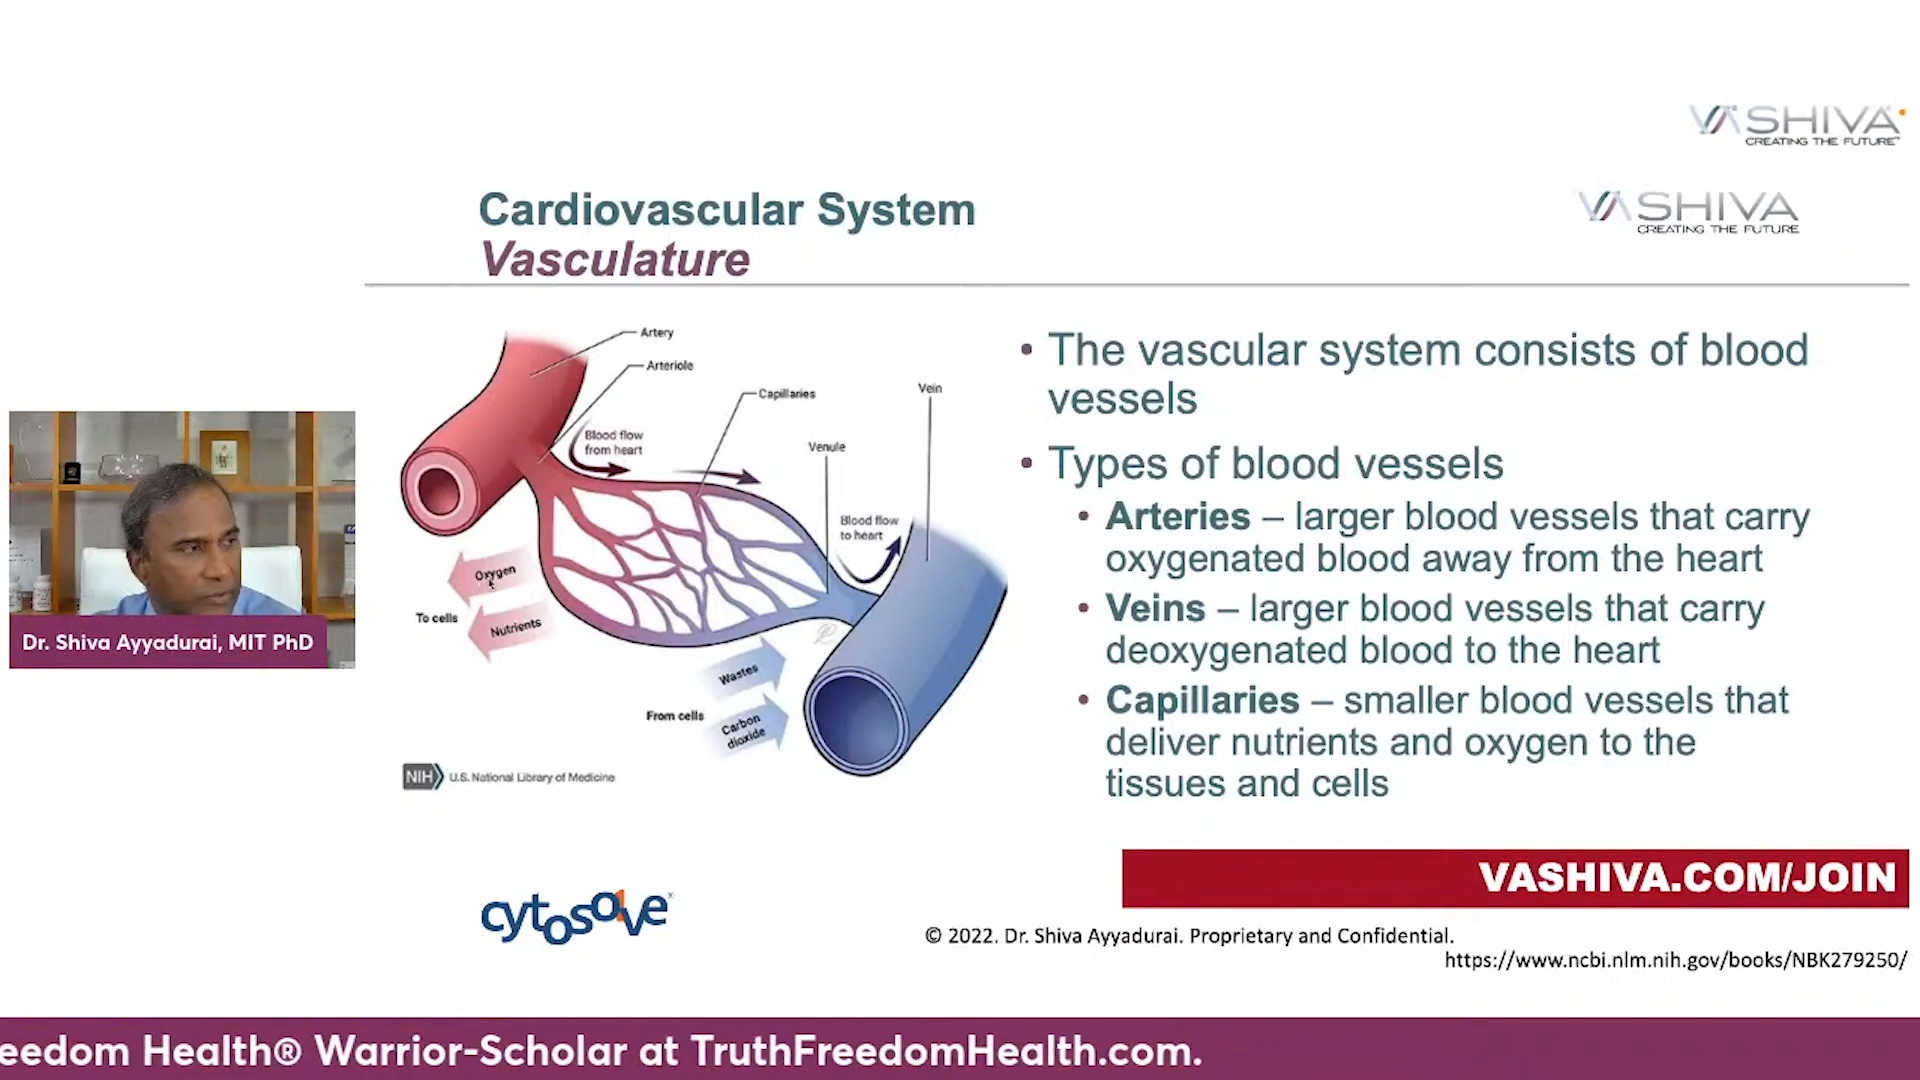 VASHIVA
CREATING THE FUTURE
VASHIVA
CREATING THE FUTURE
Cardiovascular System
Vasculature
Artery
Arteriole
Capillaries
Vein
Blood flow
from heart
Venule
Blood flow
to heart
Oxygen
To cells
Nutrients
Wastes
From cells
Carbon
dioxide
NIH U.S. National Library of Medicine
• The vascular system consists of blood
vessels
• Types of blood vessels
• Arteries – larger blood vessels that carry
oxygenated blood away from the heart
• Veins – larger blood vessels that carry
deoxygenated blood to the heart
• Capillaries – smaller blood vessels that
deliver nutrients and oxygen to the
tissues and cells
Dr. Shiva Ayyadurai, MIT PhD
VASHIVA.COM/JOIN
cytosolve
© 2022. Dr. Shiva Ayyadurai. Proprietary and Confidential.
https://www.ncbi.nlm.nih.gov/books/NBK279250/
eedom Health® Warrior-Scholar at TruthFreedomHealth.com.